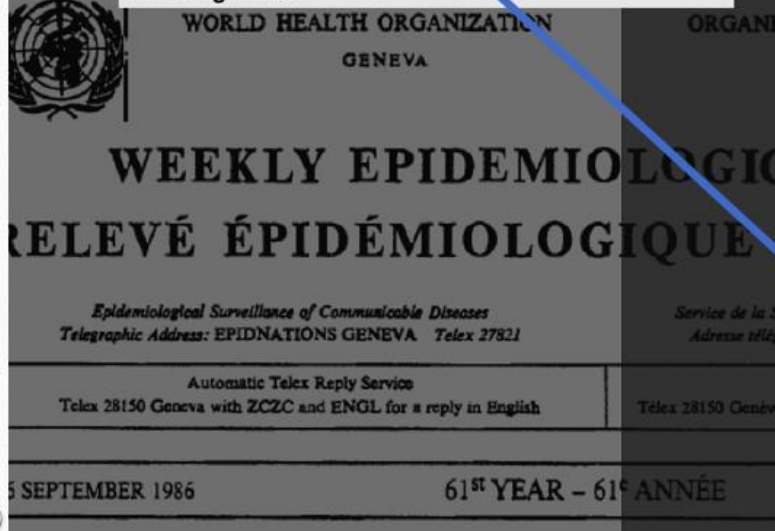 WORLD HEALTH ORGANIZATION
GENEVA
WEEKLY EPIDEMIOLOGIC
RELEVÉ ÉPIDÉMIOLOGIQUE
Epidemiological Surveillance of Communicable Diseases
Telegraphic Address: EPIDNATIONS GENEVA Telex 27821
Automatic Telex Reply Service
Telex 28150 Geneva with ZCZC and ENGL for a reply in English
SEPTEMBER 1986
61ST YEAR – 61e ANNÉE
ORGANI
Service de la S
Adresse télég
Télex 28150 Genèv